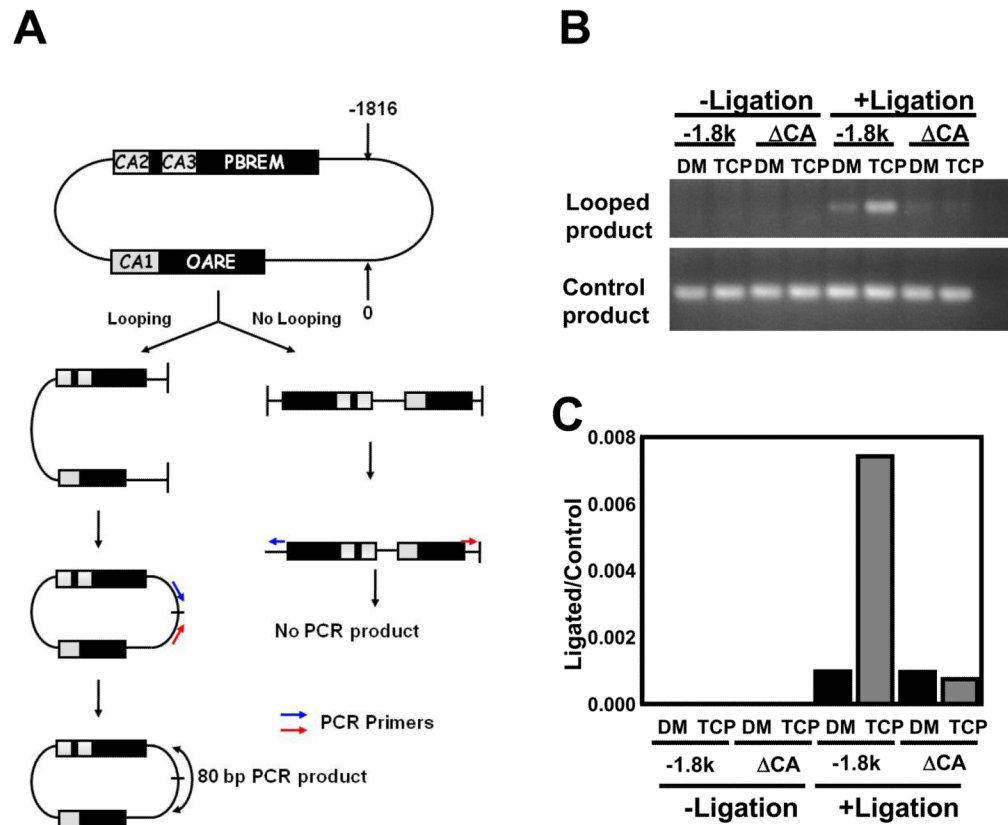 A
-1816
CA2 CA3 PBREM
CA1 OARE
0
Looping No Looping
No PCR product
PCR Primers
80 bp PCR product
B
-Ligation +Ligation
-1.8k ΔCA -1.8k ΔCA
DM TCP DM TCP DM TCP DM TCP
Looped
product
Control
product
C
Ligated/Control
0.008
0.006
0.004
0.002
0.000
DM TCP DM TCP DM TCP DM TCP
-1.8k ΔCA -1.8k ΔCA
-Ligation +Ligation